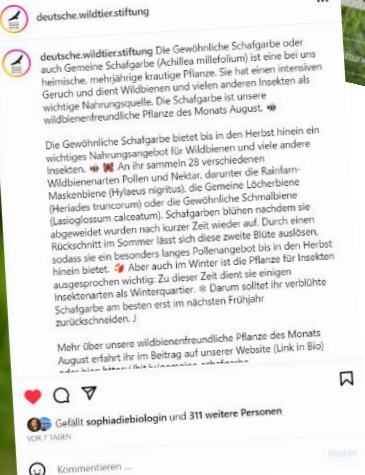 deutsche.wildtier.stiftung
deutsche.wildtier.stiftung Die Gewöhnliche Schafgarbe oder
auch Gemeine Schafgarbe (Achillea millefolium) ist eine bei uns
heimische, mehrjährige krautige Pflanze. Sie hat einen intensiven
Geruch und dient Wildbienen und vielen anderen Insekten als
wichtige Nahrungsquelle. Die Schafgarbe ist unsere
wildbienenfreundliche Pflanze des Monats August. 🐝
Die Gewöhnliche Schafgarbe bietet bis in den Herbst hinein ein
wichtiges Nahrungsangebot für Wildbienen und viele andere
Insekten. 🐝 🦋 An ihr sammeln 28 verschiedenen
Wildbienenarten Pollen und Nektar, darunter die Rainfarn-
Maskenbiene (Hylaeus nigritus), die Gemeine Löcherbiene
(Heriades truncorum) oder die Gewöhnliche Schmalbiene
(Lasioglossum calceatum). Schafgarben blühen nachdem sie
abgeweidet wurden nach kurzer Zeit wieder auf. Durch einen
Rückschnitt im Sommer lässt sich diese zweite Blüte auslösen,
sodass sie ein besonders langes Pollenangebot bis in den Herbst
hinein bietet. 🍂 Aber auch im Winter ist die Pflanze für Insekten
ausgesprochen wichtig: Zu dieser Zeit dient sie einigen
Insektenarten als Winterquartier. ❄ Darum solltet ihr verblühte
Schafgarbe am besten erst im nächsten Frühjahr
zurückschneiden. J
Mehr über unsere wildbienenfreundliche Pflanze des Monats
August erfahrt ihr im Beitrag auf unserer Website (Link in Bio)
Gefällt sophiadiebiologin und 311 weitere Personen
VOR 7 TAGEN
Kommentieren ...
Posten